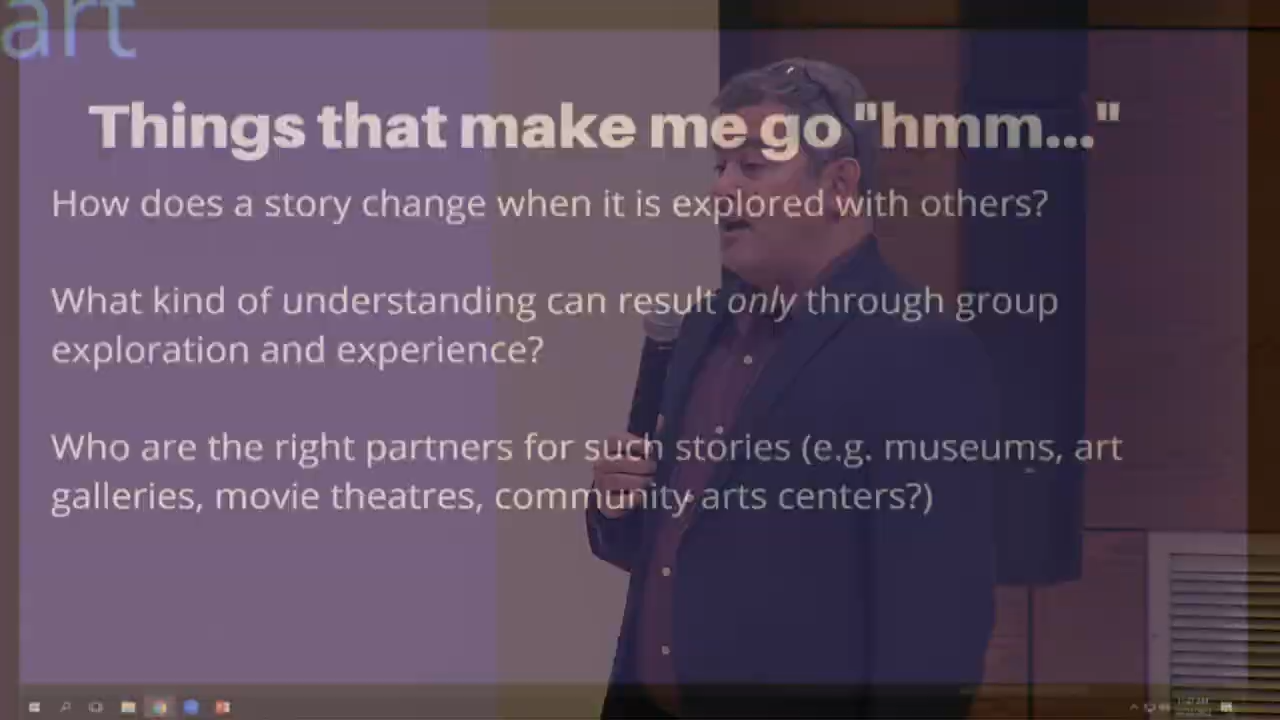 art
Things that make me go "hmm..."
How does a story change when it is explored with others?
What kind of understanding can result only through group
exploration and experience?
Who are the right partners for such stories (e.g. museums, art
galleries, movie theatres, community arts centers?)